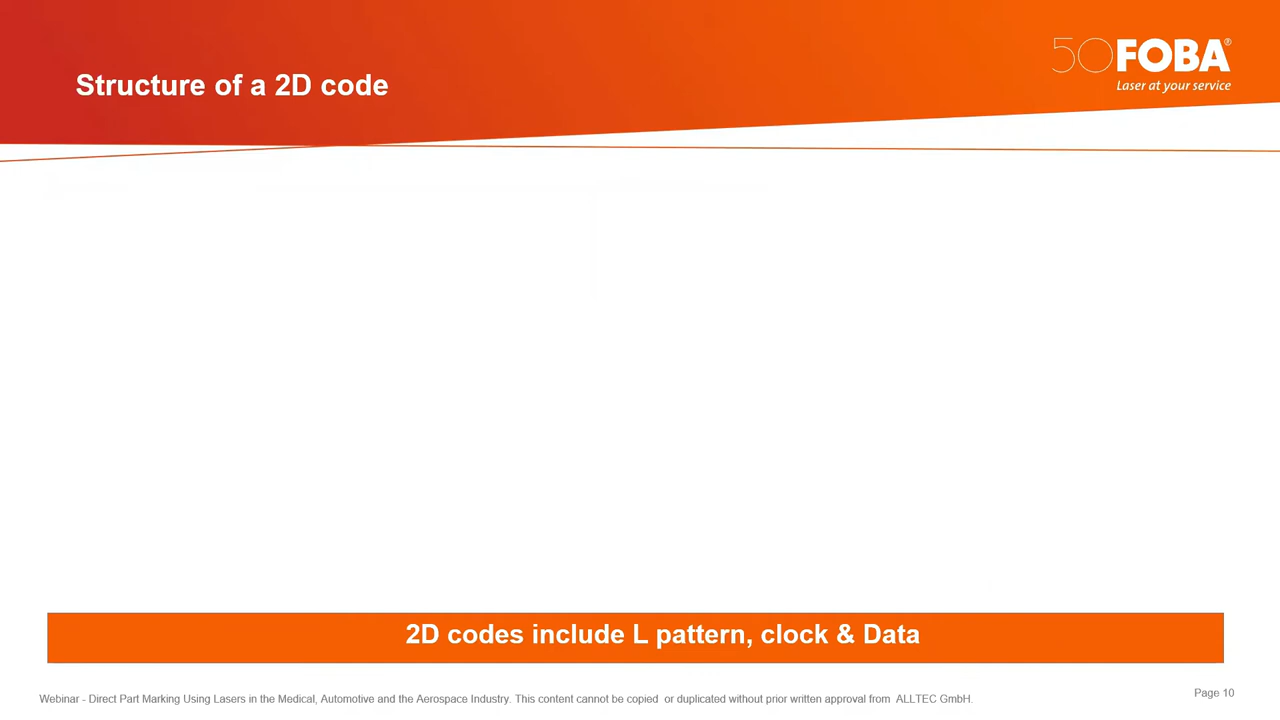 Structure of a 2D code
50 FOBA®
Laser at your service
2D codes include L pattern, clock & Data
Webinar - Direct Part Marking Using Lasers in the Medical, Automotive and the Aerospace Industry. This content cannot be copied  or duplicated without prior written approval from  ALLTEC GmbH.
Page 10